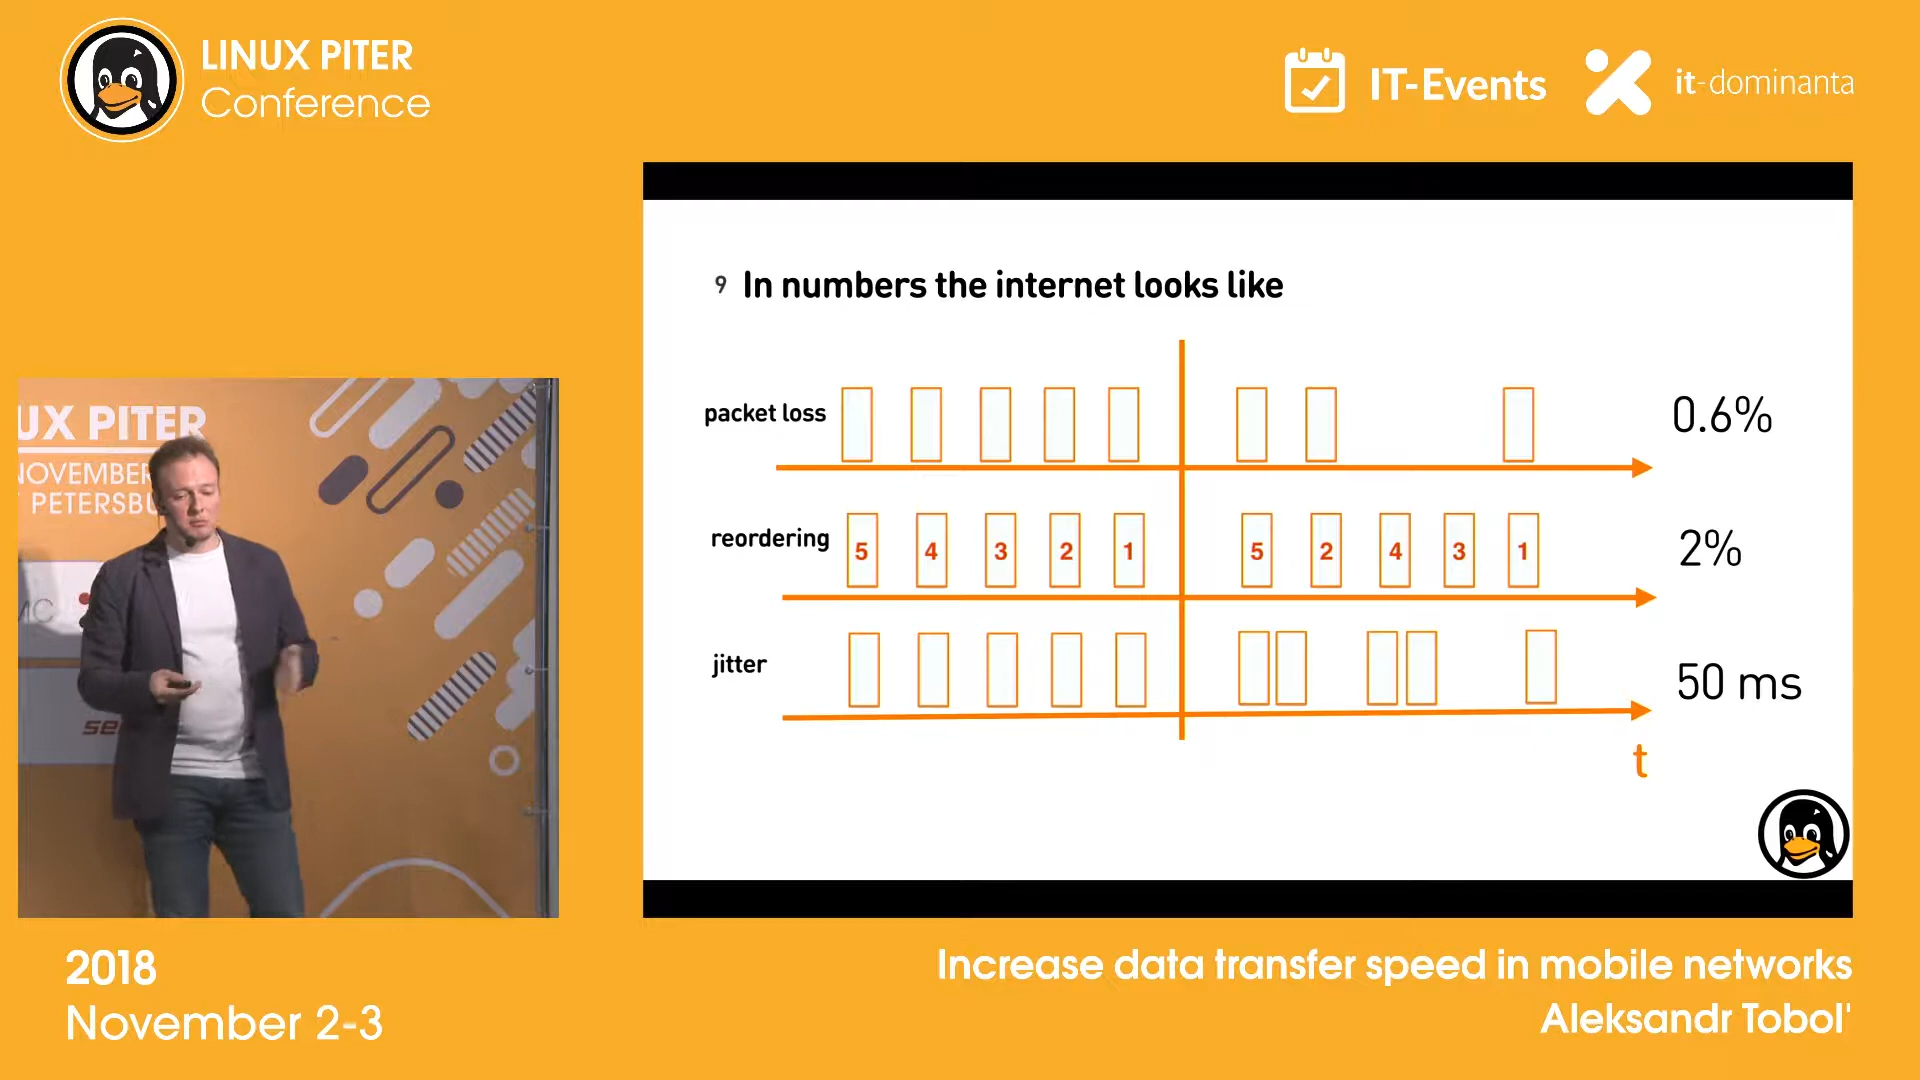 LINUX PITER
Conference
IT-Events
it-dominanta
UX PITER
NOVEMBER
PETERSBU
MC
se
9 In numbers the internet looks like
packet loss
0.6%
reordering
5 4 3 2 1 5 2 4 3 1
2%
jitter
50 ms
t
2018
November 2-3
Increase data transfer speed in mobile networks
Aleksandr Tobol'